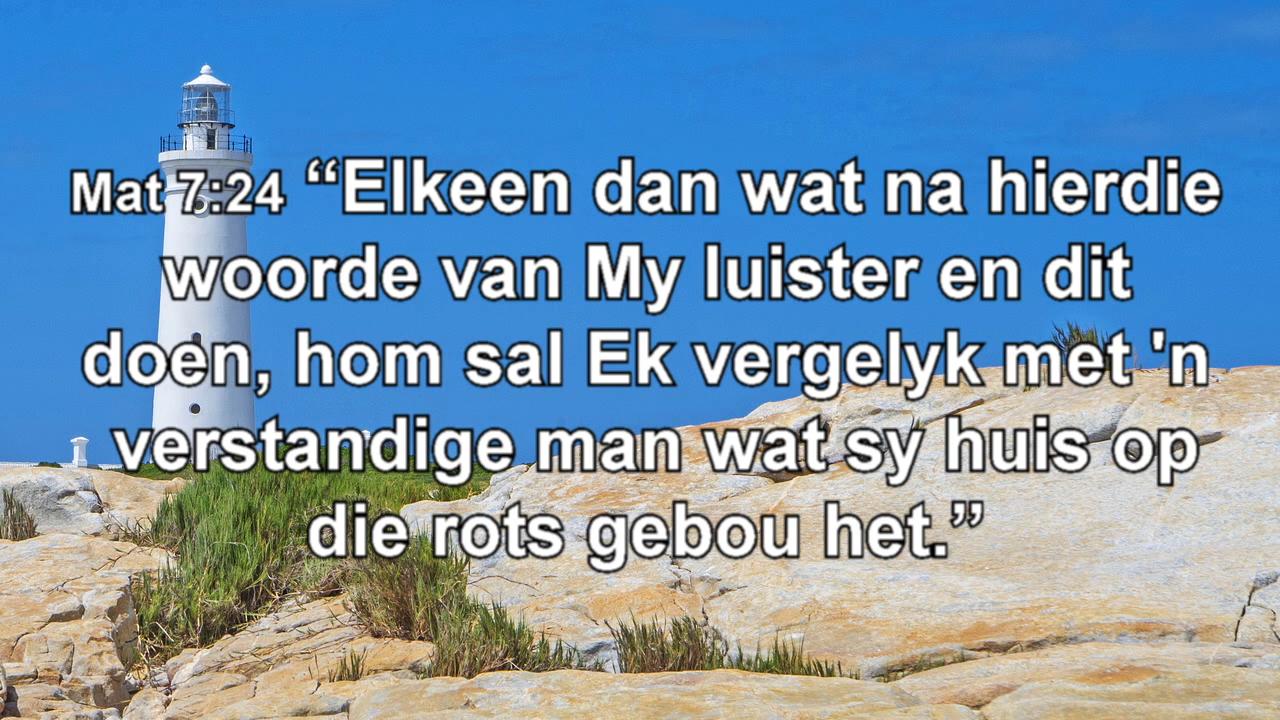 Mat 7:24 “Elkeen dan wat na hierdie
woorde van My luister en dit
doen, hom sal Ek vergelyk met 'n
verstandige man wat sy huis op
die rots gebou het.”